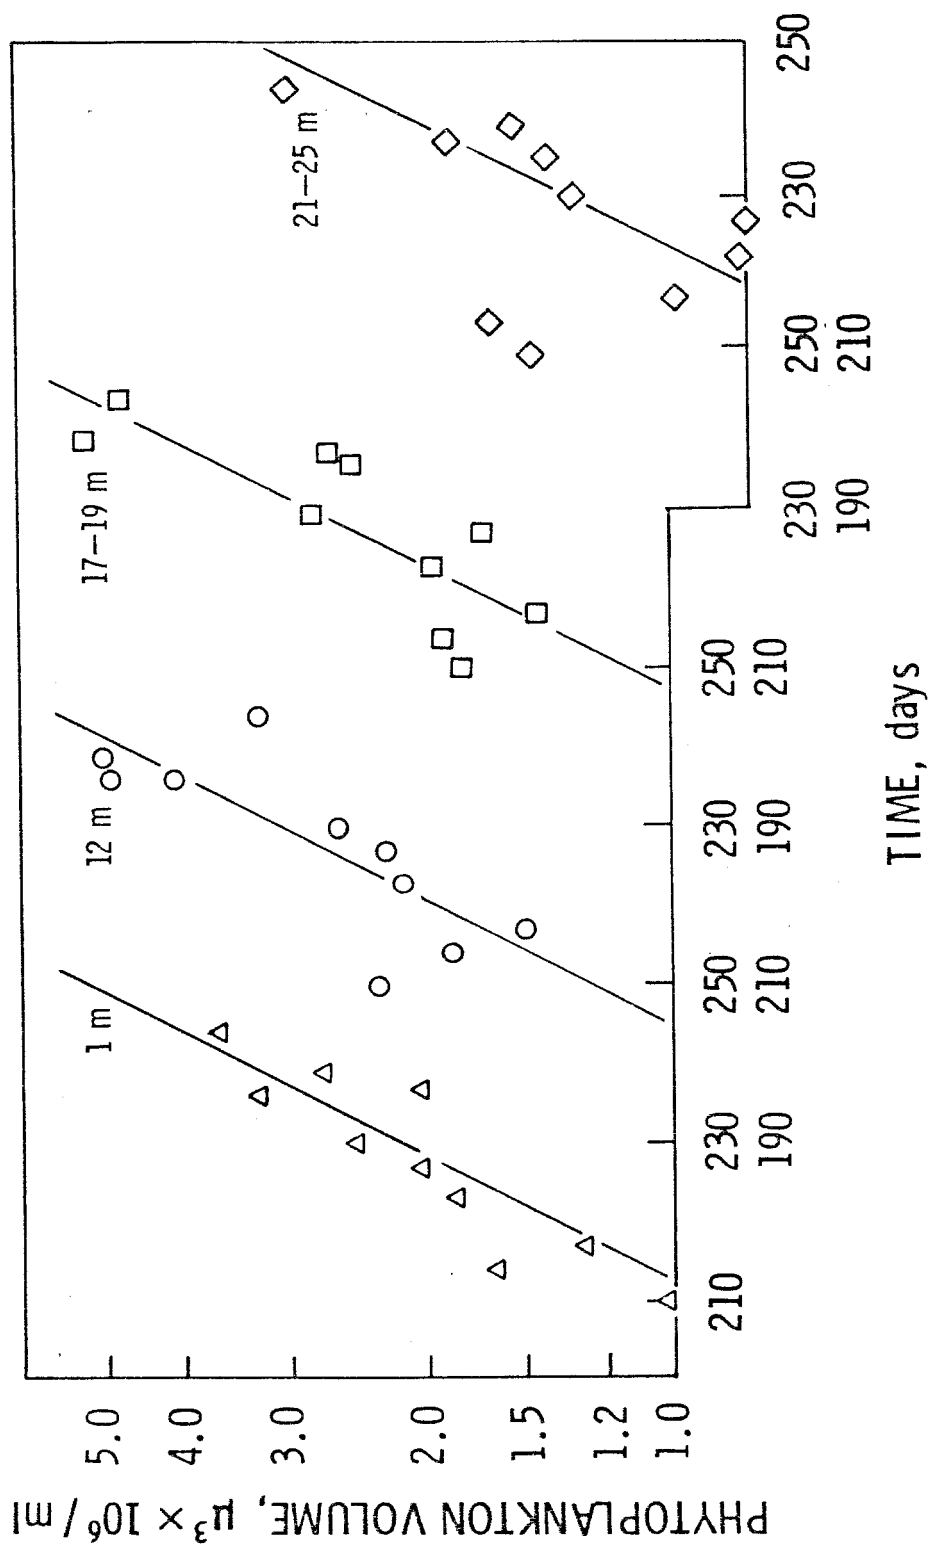 PHYTOPLANKTON VOLUME, μ³ × 10⁶/ml
5.0
4.0
3.0
2.0
1.5
1.2
1.0
1 m
12 m
17–19 m
21–25 m
210 230 250 230 250 230 250 230 250
190 210 190 210 190 210
TIME, days